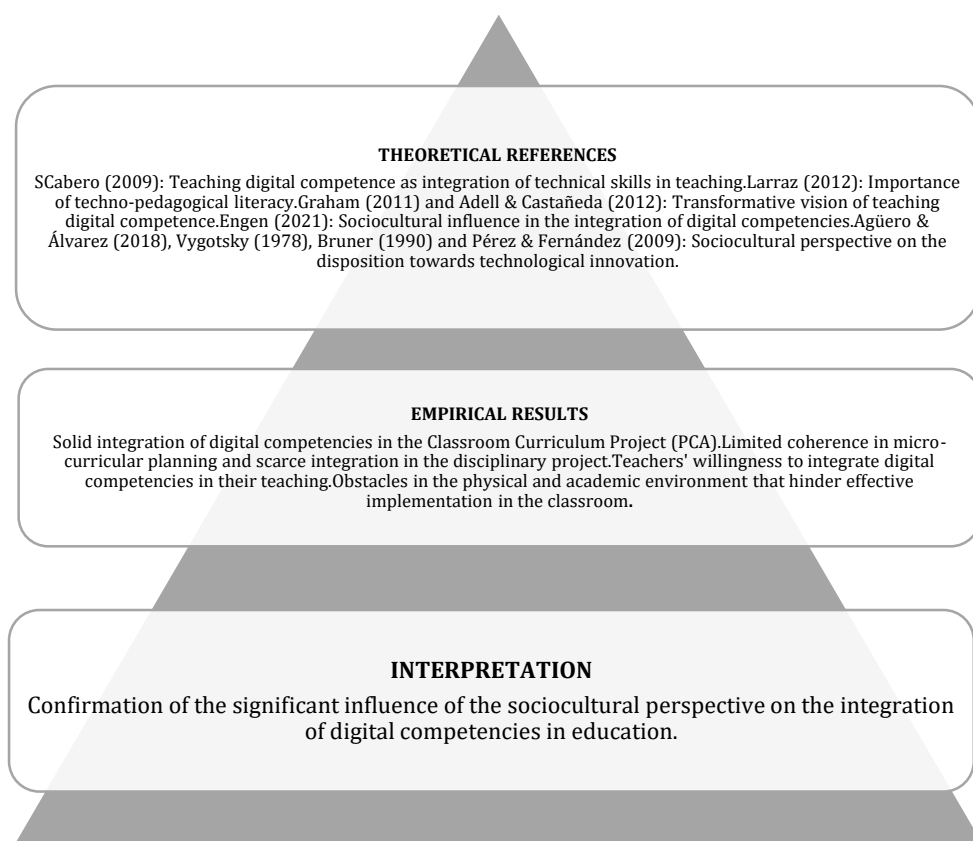 THEORETICAL REFERENCES
SCabero (2009): Teaching digital competence as integration of technical skills in teaching.Larraz (2012): Importance
of techno-pedagogical literacy.Graham (2011) and Adell & Castañeda (2012): Transformative vision of teaching
digital competence.Engen (2021): Sociocultural influence in the integration of digital competencies.Agüero &
Álvarez (2018), Vygotsky (1978), Bruner (1990) and Pérez & Fernández (2009): Sociocultural perspective on the
disposition towards technological innovation.
EMPIRICAL RESULTS
Solid integration of digital competencies in the Classroom Curriculum Project (PCA).Limited coherence in micro-
curricular planning and scarce integration in the disciplinary project.Teachers' willingness to integrate digital
competencies in their teaching.Obstacles in the physical and academic environment that hinder effective
implementation in the classroom.
INTERPRETATION
Confirmation of the significant influence of the sociocultural perspective on the integration
of digital competencies in education.